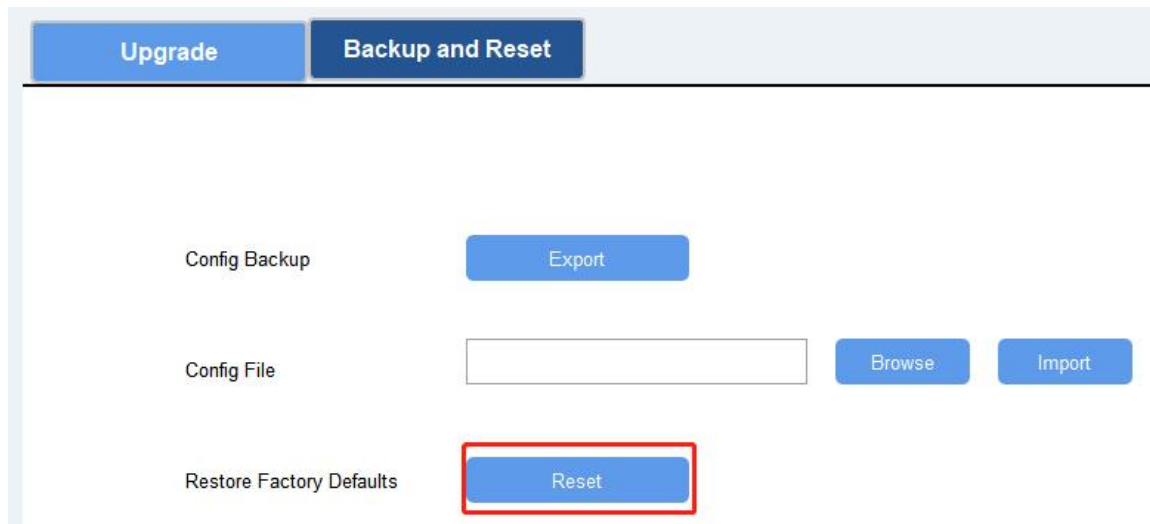 Upgrade Backup and Reset
Config Backup Export
Config File Browse Import
Restore Factory Defaults Reset